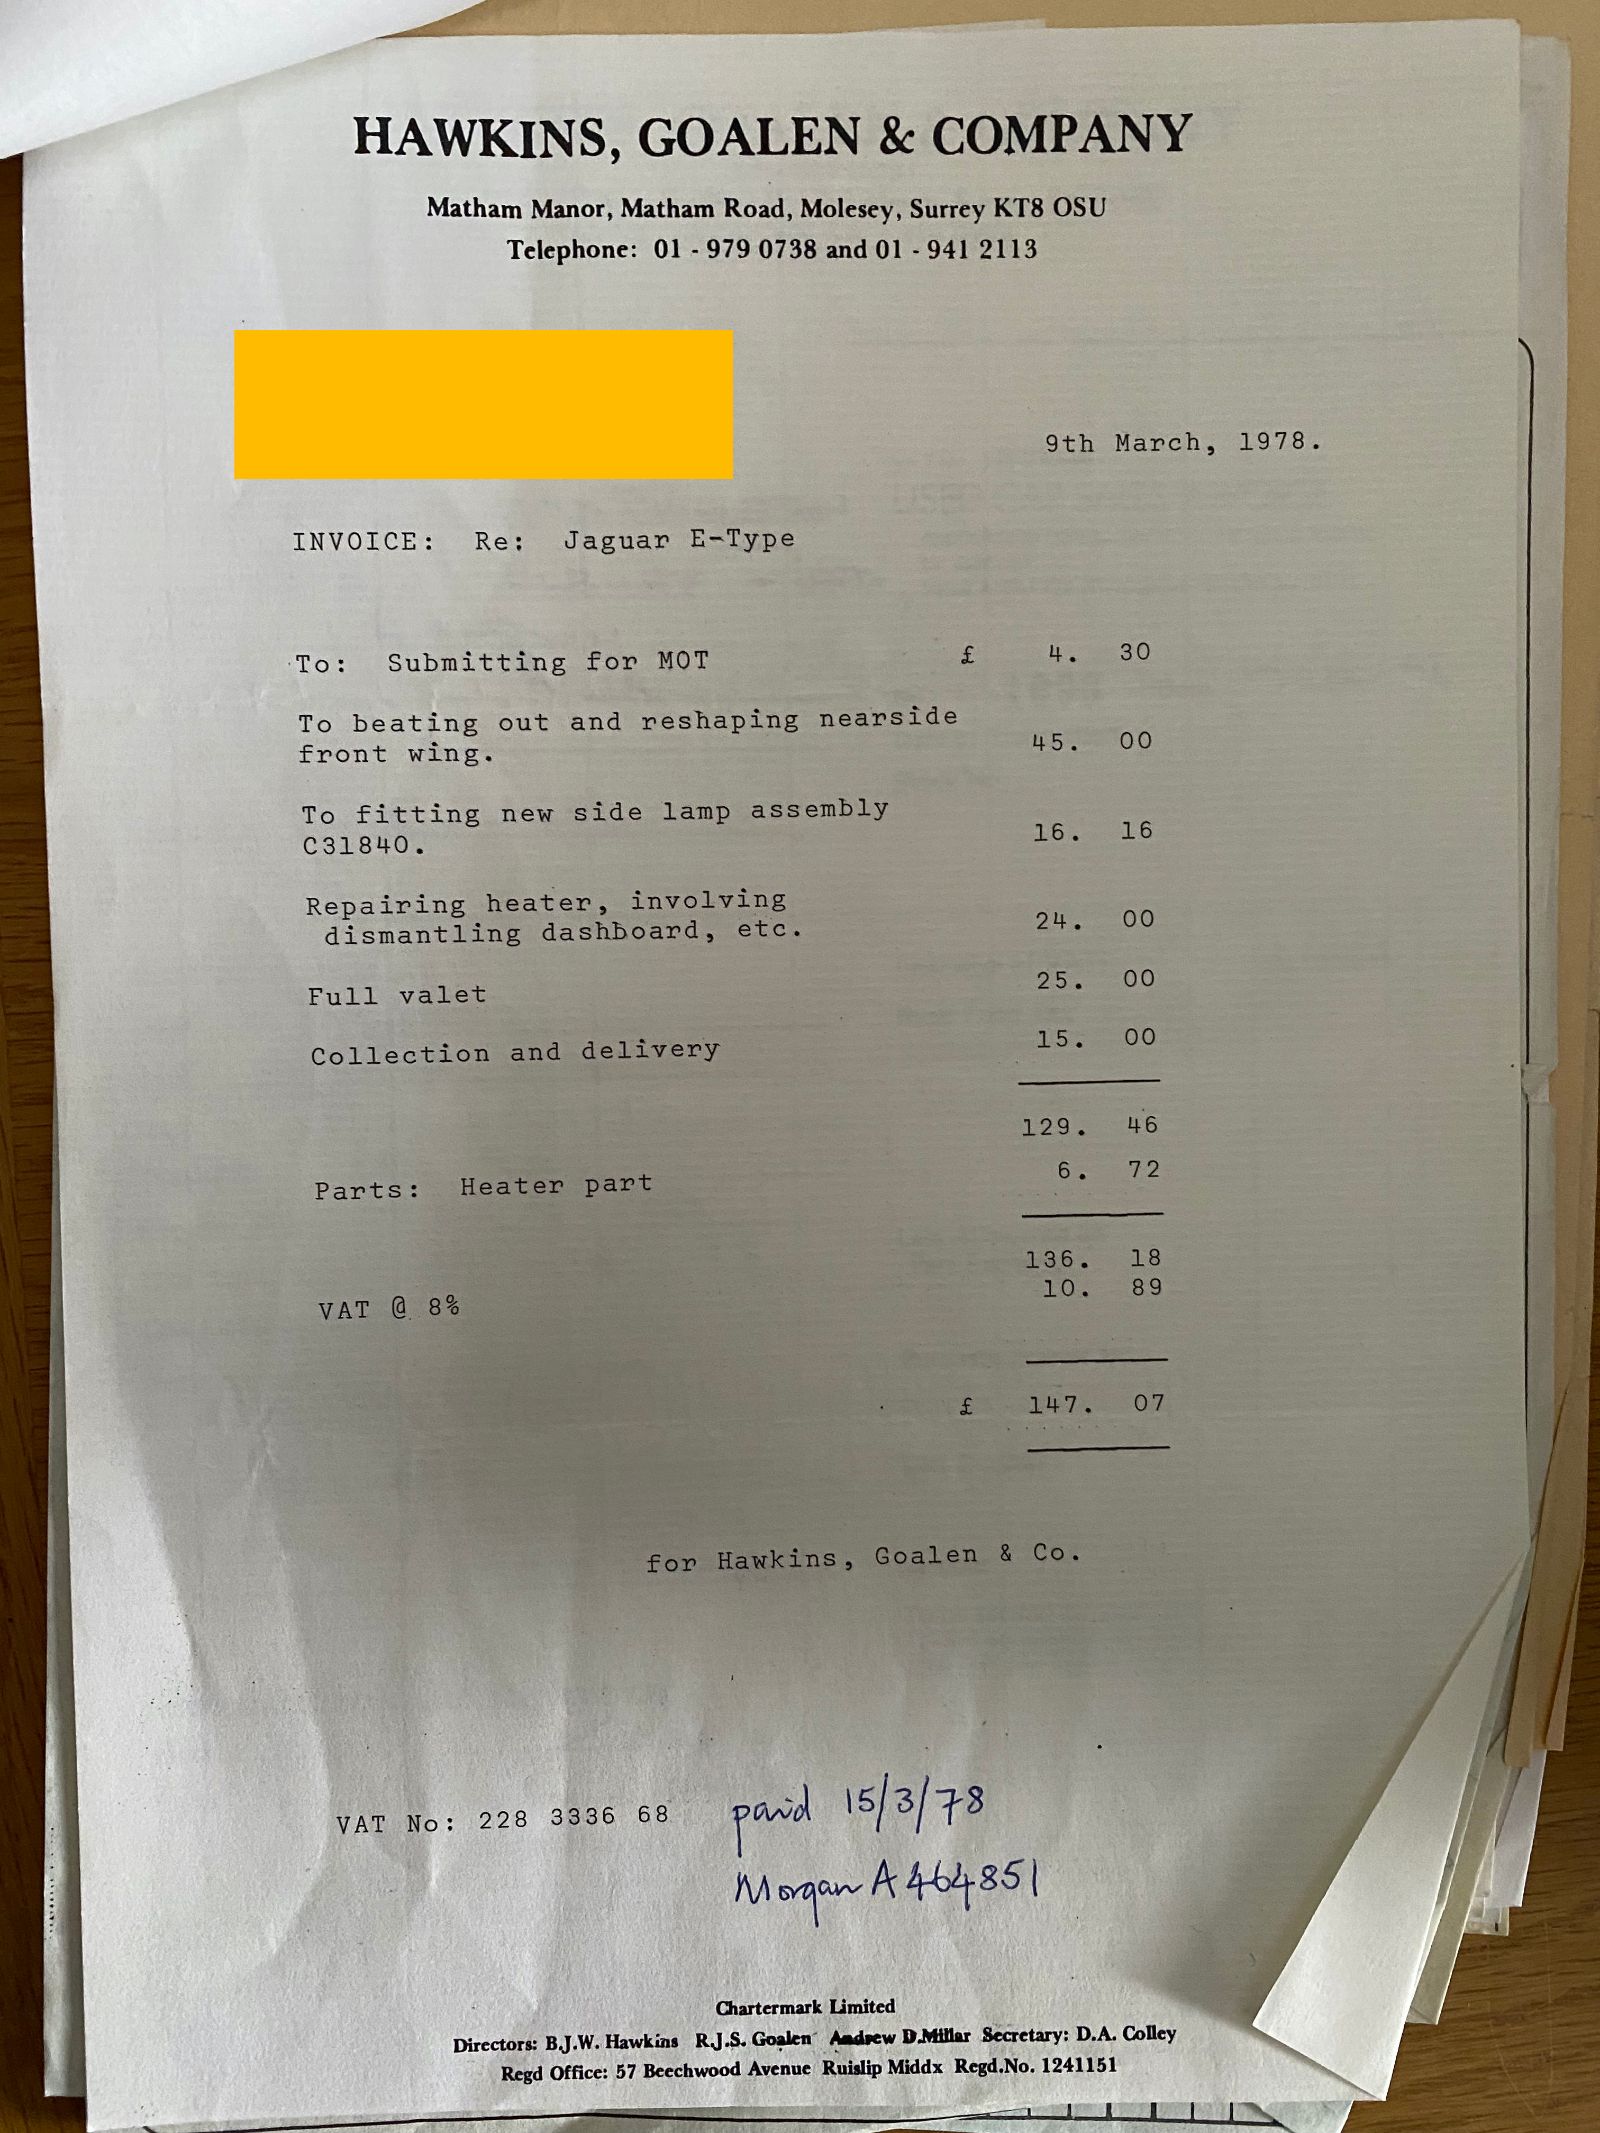 HAWKINS, GOALEN & COMPANY
Matham Manor, Matham Road, Molesey, Surrey KT8 OSU
Telephone: 01 - 979 0738 and 01 - 941 2113
9th March, 1978.
INVOICE: Re: Jaguar E-Type
To: Submitting for MOT £ 4. 30
To beating out and reshaping nearside
front wing. 45. 00
To fitting new side lamp assembly
C31840. 16. 16
Repairing heater, involving
dismantling dashboard, etc. 24. 00
Full valet 25. 00
Collection and delivery 15. 00
129. 46
Parts: Heater part 6. 72
136. 18
VAT @ 8% 10. 89
£ 147. 07
for Hawkins, Goalen & Co.
VAT No: 228 3336 68 paid 15/3/78
Morgan A 464851
Chartermark Limited
Directors: B.J.W. Hawkins R.J.S. Goalen Andrew D.Millar Secretary: D.A. Colley
Regd Office: 57 Beechwood Avenue Ruislip Middx Regd.No. 1241151